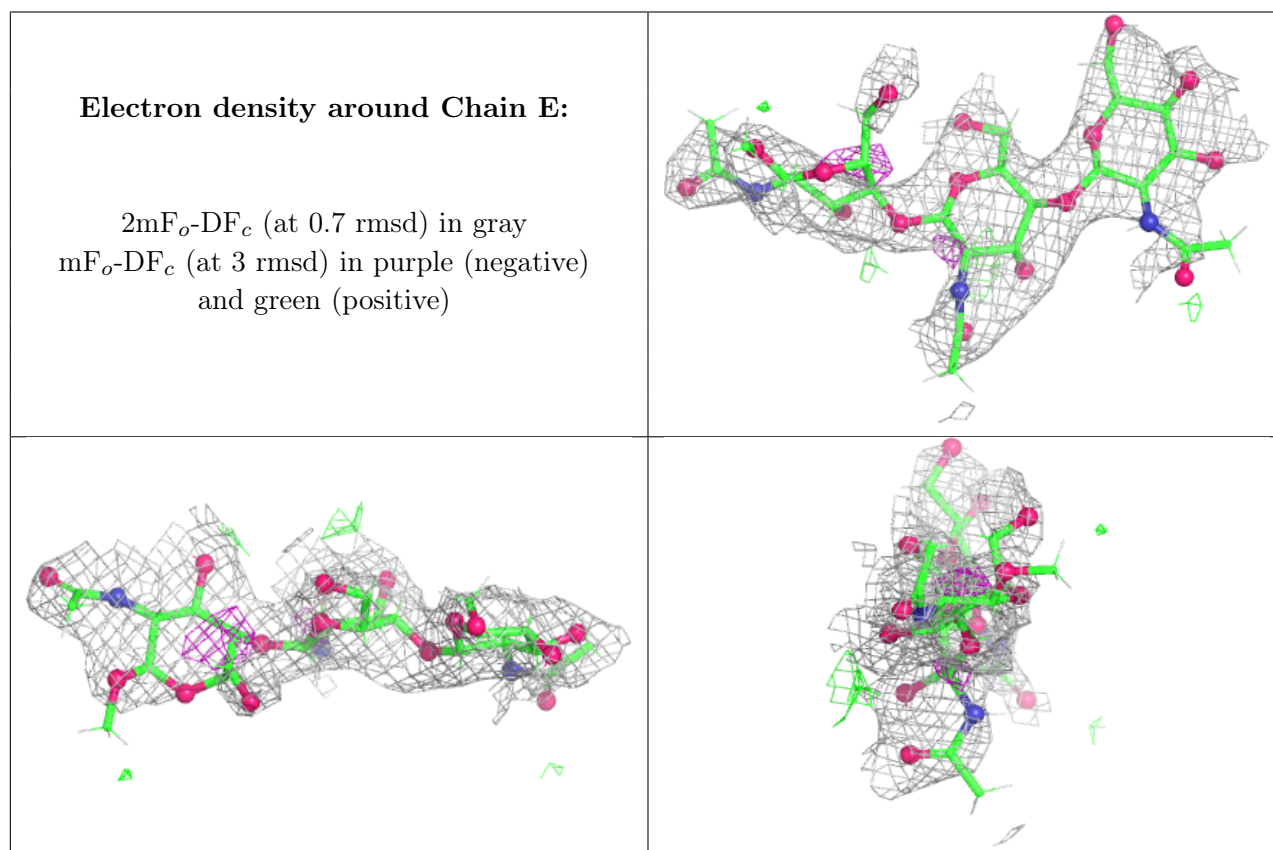 Electron density around Chain E:
2mFₒ-DF𝒸 (at 0.7 rmsd) in gray
mFₒ-DF𝒸 (at 3 rmsd) in purple (negative)
and green (positive)